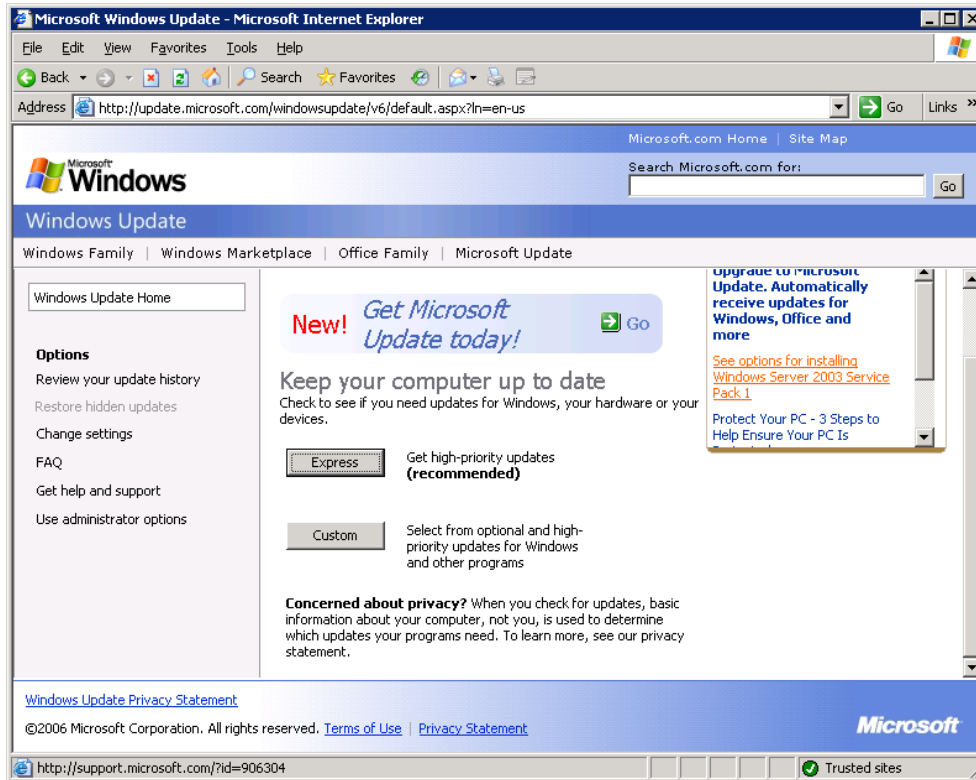 Microsoft Windows Update - Microsoft Internet Explorer
File Edit View Favorites Tools Help
Back Search Favorites
Address http://update.microsoft.com/windowsupdate/v6/default.aspx?ln=en-us Go Links »
Microsoft.com Home | Site Map
Microsoft
Windows
Search Microsoft.com for:
Go
Windows Update
Windows Family | Windows Marketplace | Office Family | Microsoft Update
Windows Update Home
Options
Review your update history
Restore hidden updates
Change settings
FAQ
Get help and support
Use administrator options
New! Get Microsoft
Update today! Go
Keep your computer up to date
Check to see if you need updates for Windows, your hardware or your
devices.
Express
Get high-priority updates
(recommended)
Custom
Select from optional and high-
priority updates for Windows
and other programs
Concerned about privacy? When you check for updates, basic
information about your computer, not you, is used to determine
which updates your programs need. To learn more, see our privacy
statement.
Upgrade to Microsoft
Update. Automatically
receive updates for
Windows, Office and
more
See options for installing
Windows Server 2003 Service
Pack 1
Protect Your PC - 3 Steps to
Help Ensure Your PC Is
Windows Update Privacy Statement
©2006 Microsoft Corporation. All rights reserved. Terms of Use | Privacy Statement
Microsoft
http://support.microsoft.com/?id=906304
Trusted sites